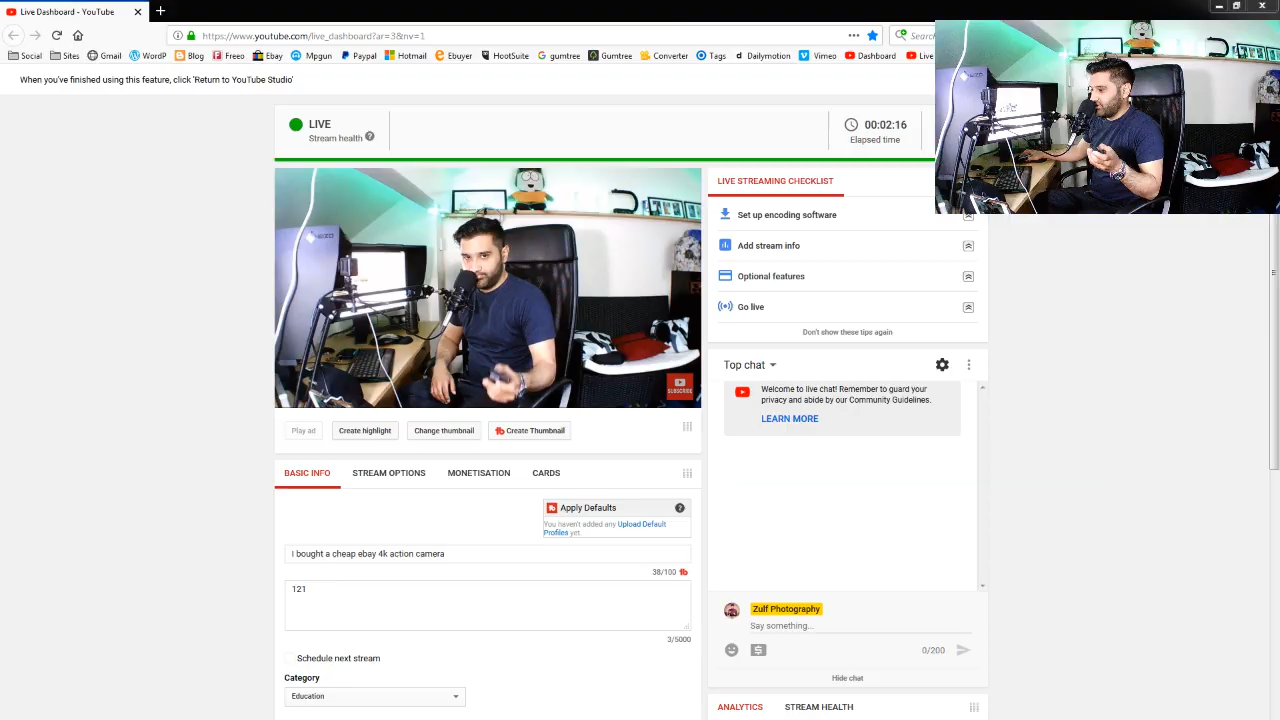 Live Dashboard - YouTube
https://www.youtube.com/live_dashboard?ar=3&nv=1
Search
Social Sites Gmail WordP Blog Freeo Ebay Mpgun Paypal Hotmail Ebuyer HootSuite gumtree Gumtree Converter Tags Dailymotion Vimeo Dashboard Live
When you've finished using this feature, click 'Return to YouTube Studio'
LIVE
Stream health
00:02:16
Elapsed time
EIZO
SUBSCRIBE
Play ad
Create highlight
Change thumbnail
Create Thumbnail
BASIC INFO
STREAM OPTIONS
MONETISATION
CARDS
Apply Defaults
You haven't added any Upload Default
Profiles yet.
I bought a cheap ebay 4k action camera
38/100
121
3/5000
Schedule next stream
Category
Education
LIVE STREAMING CHECKLIST
Set up encoding software
Add stream info
Optional features
Go live
Don't show these tips again
Top chat
Welcome to live chat! Remember to guard your
privacy and abide by our Community Guidelines.
LEARN MORE
Zulf Photography
Say something...
0/200
Hide chat
ANALYTICS
STREAM HEALTH